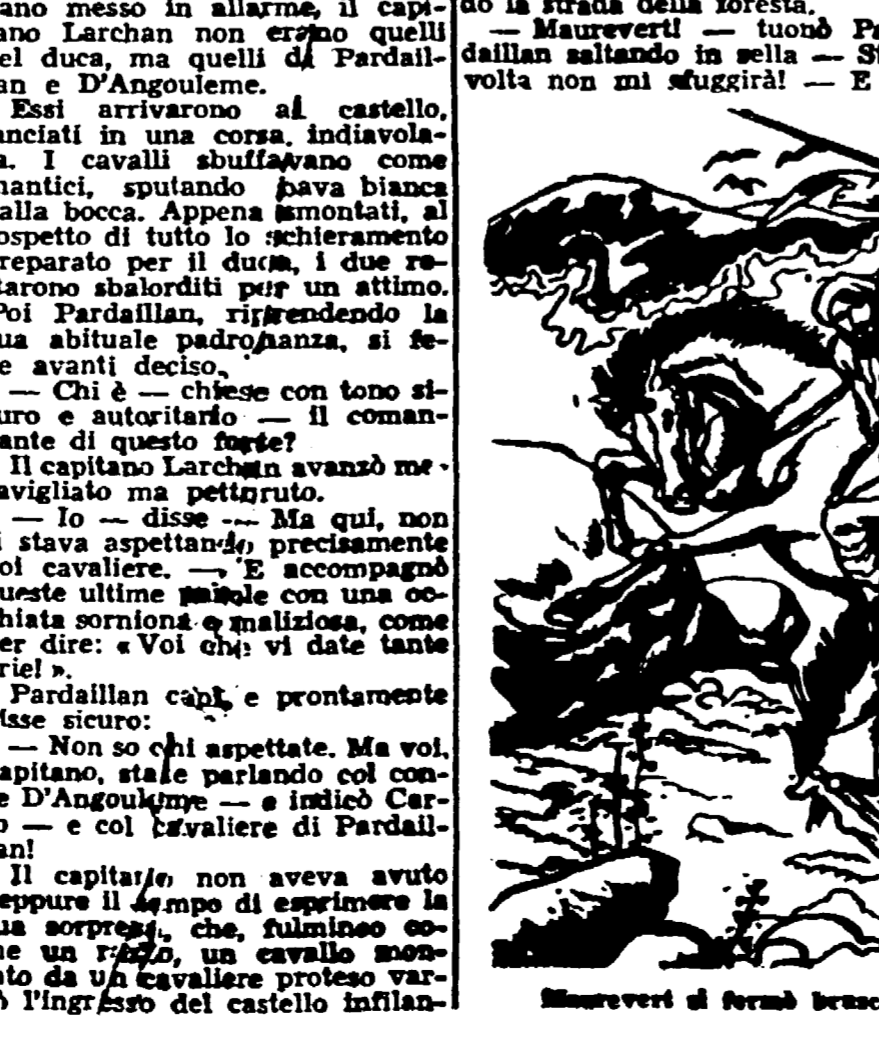 ano messo in allarme, il capi-
ano Larchan non erano quelli
el duca, ma quelli di Pardail-
an e D'Angouleme.
Essi arrivarono al castello,
anciati in una corsa indiavola-
a. I cavalli sbuffavano come
nantici, sputando bava bianca
alla bocca. Appena smontati, al
ospetto di tutto lo schieramento
reparato per il duca, i due re-
tarono sbalorditi per un attimo.
Poi Pardaillan, riprendendo la
ua abituale padronanza, si fe-
e avanti deciso.
— Chi è — chiese con tono si-
uro e autoritario — il coman-
ante di questo forte?
Il capitano Larchan avanzò me-
avigliato ma pettoruto.
— Io — disse — Ma qui, non
i stava aspettando precisamente
oi cavaliere. — E accompagnò
ueste ultime parole con una oc-
hiata sorniona e maliziosa, come
er dire: « Voi che vi date tante
rie! ».
Pardaillan capì e prontamente
isse sicuro:
— Non so chi aspettate. Ma voi,
apitano, state parlando col con-
e D'Angouleme — e indicò Car-
o — e col cavaliere di Pardail-
an!
Il capitano non aveva avuto
eppure il tempo di esprimere la
ua sorpresa, che, fulmineo co-
me un razzo, un cavallo mon-
ato da un cavaliere proteso var-
ò l'ingresso del castello infilan-
do la strada della foresta.
— Maurevert! — tuonò Pa
daillan saltando in sella — St
volta non mi sfuggirà! — E
Maurevert si fermò brusc